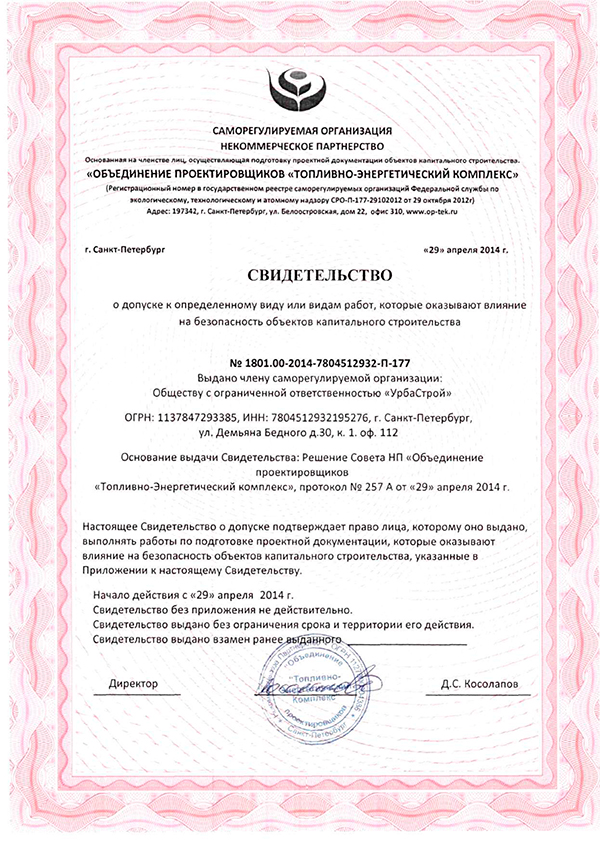 САМОРЕГУЛИРУЕМАЯ ОРГАНИЗАЦИЯ
НЕКОММЕРЧЕСКОЕ ПАРТНЕРСТВО
Основанная на членстве лиц, осуществляющая подготовку проектной документации объектов капитального строительства.
«ОБЪЕДИНЕНИЕ ПРОЕКТИРОВЩИКОВ «ТОПЛИВНО-ЭНЕРГЕТИЧЕСКИЙ КОМПЛЕКС»
(Регистрационный номер в государственном реестре саморегулируемых организаций Федеральной службы по
экологическому, технологическому и атомному надзору СРО-П-177-29102012 от 29 октября 2012г)
Адрес: 197342, г. Санкт-Петербург, ул. Белоостровская, дом 22, офис 310, www.op-tek.ru
г. Санкт-Петербург «29» апреля 2014 г.
СВИДЕТЕЛЬСТВО
о допуске к определенному виду или видам работ, которые оказывают влияние
на безопасность объектов капитального строительства
№ 1801.00-2014-7804512932-П-177
Выдано члену саморегулируемой организации:
Обществу с ограниченной ответственностью «УрбаСтрой»
ОГРН: 1137847293385, ИНН: 7804512932195276, г. Санкт-Петербург,
ул. Демьяна Бедного д.30, к. 1. оф. 112
Основание выдачи Свидетельства: Решение Совета НП «Объединение
проектировщиков
«Топливно-Энергетический комплекс», протокол № 257 А от «29» апреля 2014 г.
Настоящее Свидетельство о допуске подтверждает право лица, которому оно выдано,
выполнять работы по подготовке проектной документации, которые оказывают
влияние на безопасность объектов капитального строительства, указанные в
Приложении к настоящему Свидетельству.
Начало действия с «29» апреля 2014 г.
Свидетельство без приложения не действительно.
Свидетельство выдано без ограничения срока и территории его действия.
Свидетельство выдано взамен ранее выданного
Директор Д.С. Косолапов
"Объединение
"Топливно-
Комплекс"
проектировщиков
Санкт-Петербург